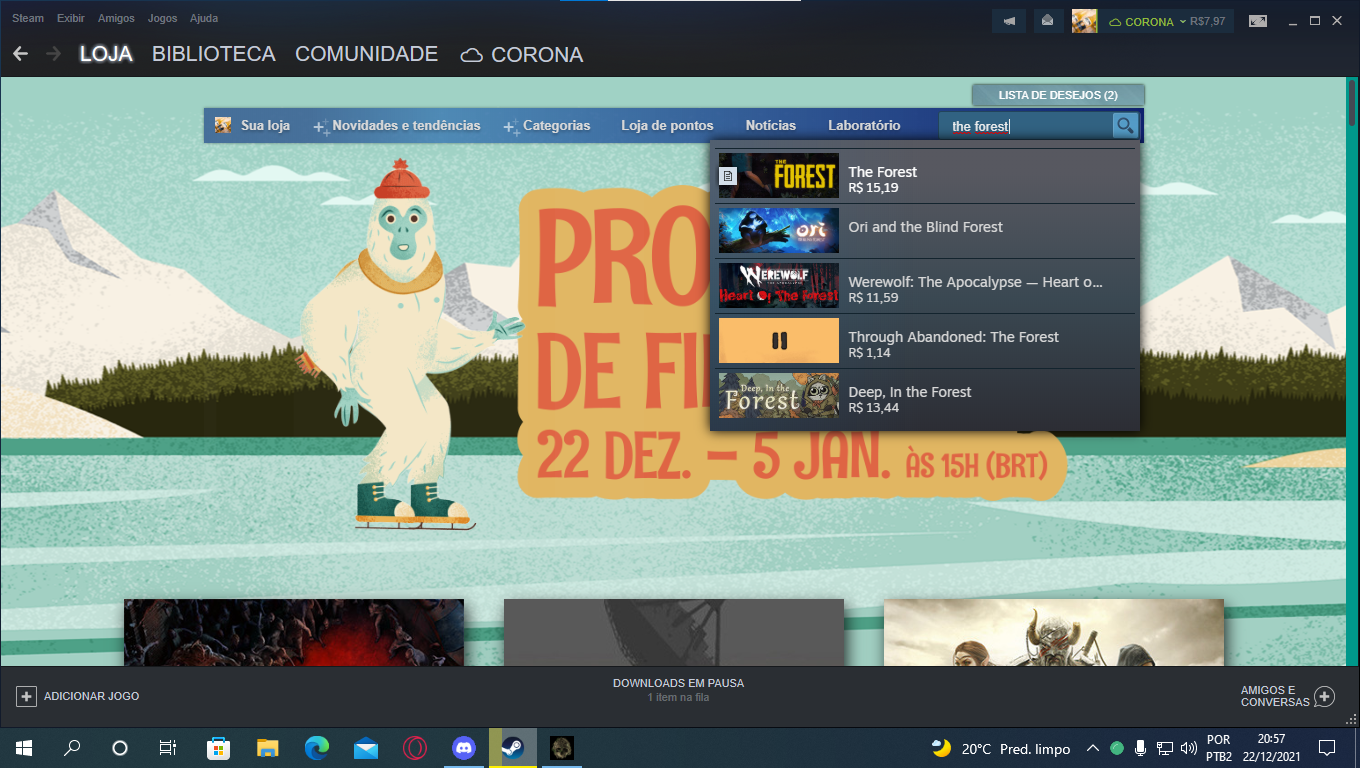 Steam Exibir Amigos Jogos Ajuda
CORONA R$7,97
LOJA BIBLIOTECA COMUNIDADE CORONA
LISTA DE DESEJOS (2)
Sua loja Novidades e tendências Categorias Loja de pontos Notícias Laboratório the forest
THE FOREST
The Forest
R$ 15,19
ori
Ori and the Blind Forest
WEREWOLF
THE APOCALYPSE
Heart Of The Forest
Werewolf: The Apocalypse — Heart o...
R$ 11,59
Through Abandoned: The Forest
R$ 1,14
Deep, In the
Forest
Deep, In the Forest
R$ 13,44
PRO
DE FI
22 DEZ. – 5 JAN. ÀS 15H (BRT)
ADICIONAR JOGO
DOWNLOADS EM PAUSA
1 item na fila
AMIGOS E
CONVERSAS
20°C Pred. limpo
POR
PTB2
20:57
22/12/2021